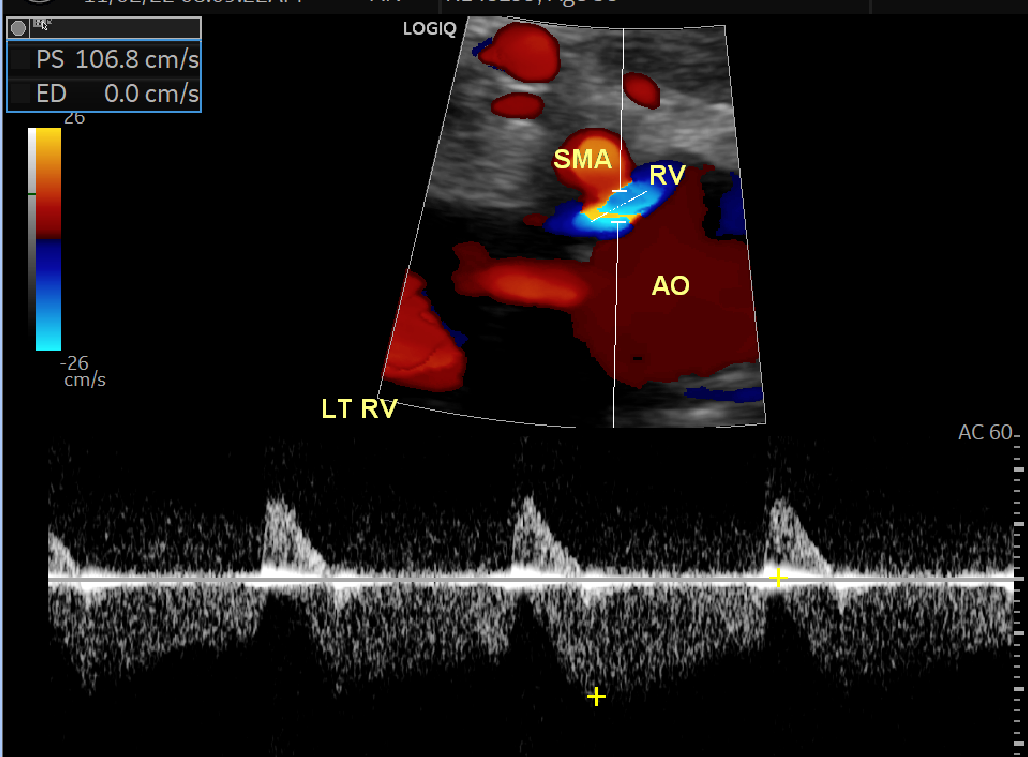 LOGIQ
PS 106.8 cm/s
ED 0.0 cm/s
26
SMA
RV
AO
-26
cm/s
LT RV
AC 60